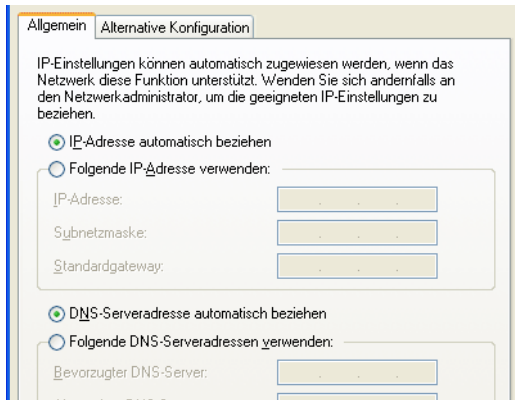 Allgemein Alternative Konfiguration
IP-Einstellungen können automatisch zugewiesen werden, wenn das
Netzwerk diese Funktion unterstützt. Wenden Sie sich andernfalls an
den Netzwerkadministrator, um die geeigneten IP-Einstellungen zu
beziehen.
IP-Adresse automatisch beziehen
Folgende IP-Adresse verwenden:
IP-Adresse:
Subnetzmaske:
Standardgateway:
DNS-Serveradresse automatisch beziehen
Folgende DNS-Serveradressen verwenden:
Bevorzugter DNS-Server: